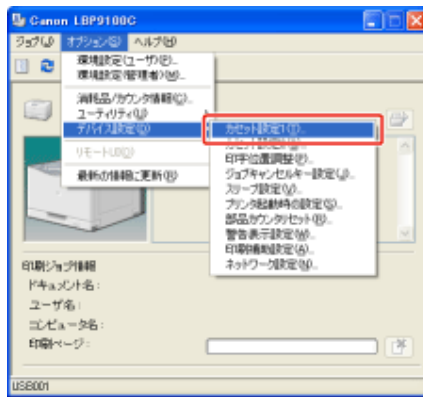 Canon LBP9100C
ジョブ(J) オプション(S) ヘルプ(H)
環境設定(ユーザ)(P)...
環境設定(管理者)(M)...
消耗品/カウンタ情報(C)...
ユーティリティ(U)
デバイス設定(D)
リモートUI(I)
最新の情報に更新(R)
カセット設定1(T)...
印字位置調整(P)...
ジョブキャンセルキー設定(J)...
スリープ設定(V)...
プリンタ起動時の設定(S)...
部品カウンタリセット(R)...
警告表示設定(W)...
印刷補助設定(A)...
ネットワーク設定(N)...
印刷ジョブ情報
ドキュメント名:
ユーザ名:
コンピュータ名:
印刷ページ:
USB001